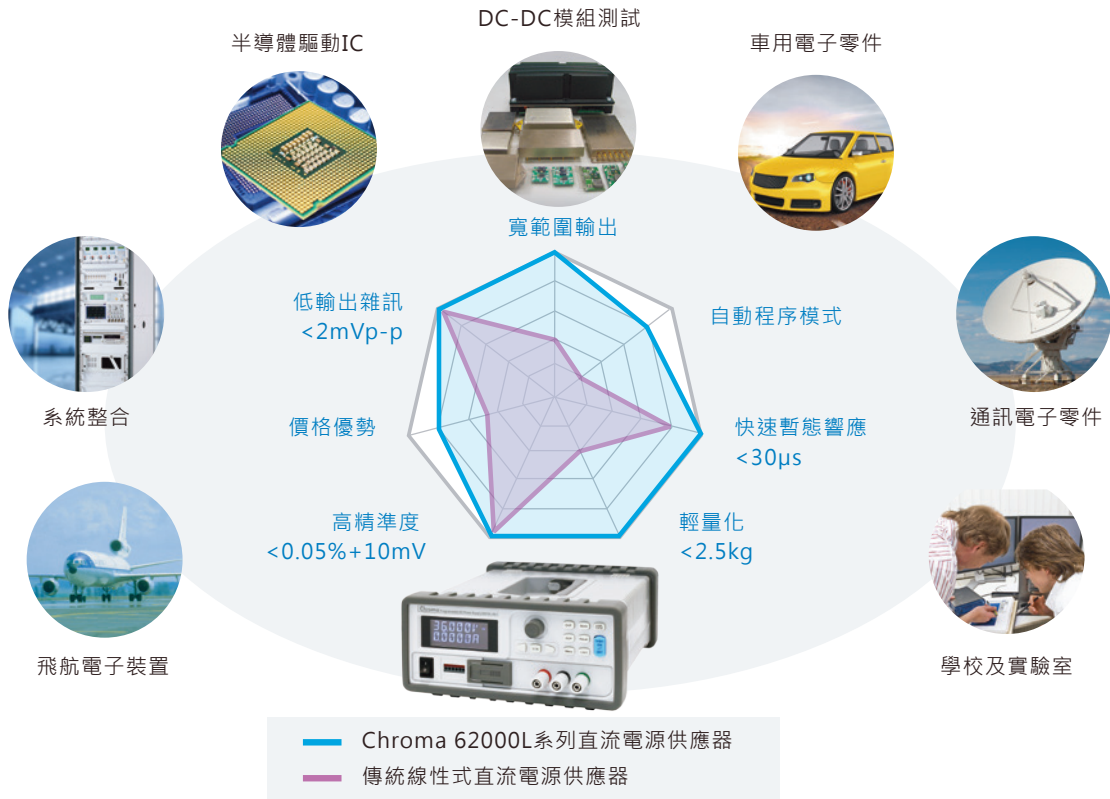 DC-DC模組測試
半導體驅動IC
車用電子零件
寬範圍輸出
低輸出雜訊
<2mVp-p
自動程序模式
系統整合
價格優勢
快速暫態響應
<30μs
通訊電子零件
高精準度
<0.05%+10mV
輕量化
<2.5kg
Chroma
36.000V
0.0000A
飛航電子裝置
學校及實驗室
Chroma 62000L系列直流電源供應器
傳統線性式直流電源供應器